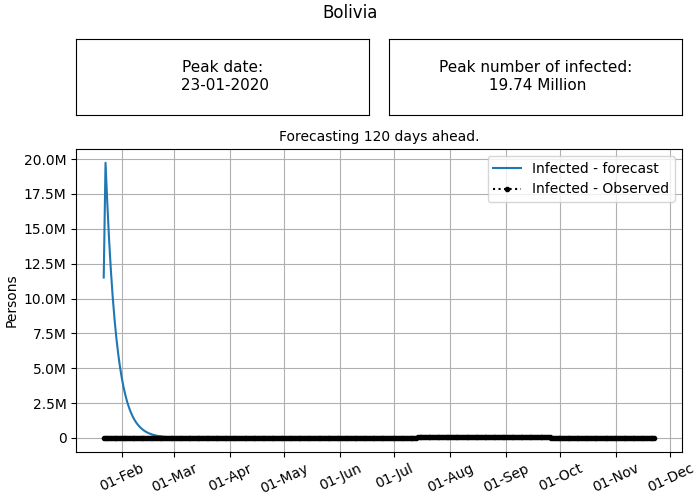 Bolivia
Peak date:
23-01-2020
Peak number of infected:
19.74 Million
Forecasting 120 days ahead.
20.0M
17.5M
15.0M
12.5M
10.0M
7.5M
5.0M
2.5M
0
Persons
Infected - forecast
Infected - Observed
01-Feb
01-Mar
01-Apr
01-May
01-Jun
01-Jul
01-Aug
01-Sep
01-Oct
01-Nov
01-Dec